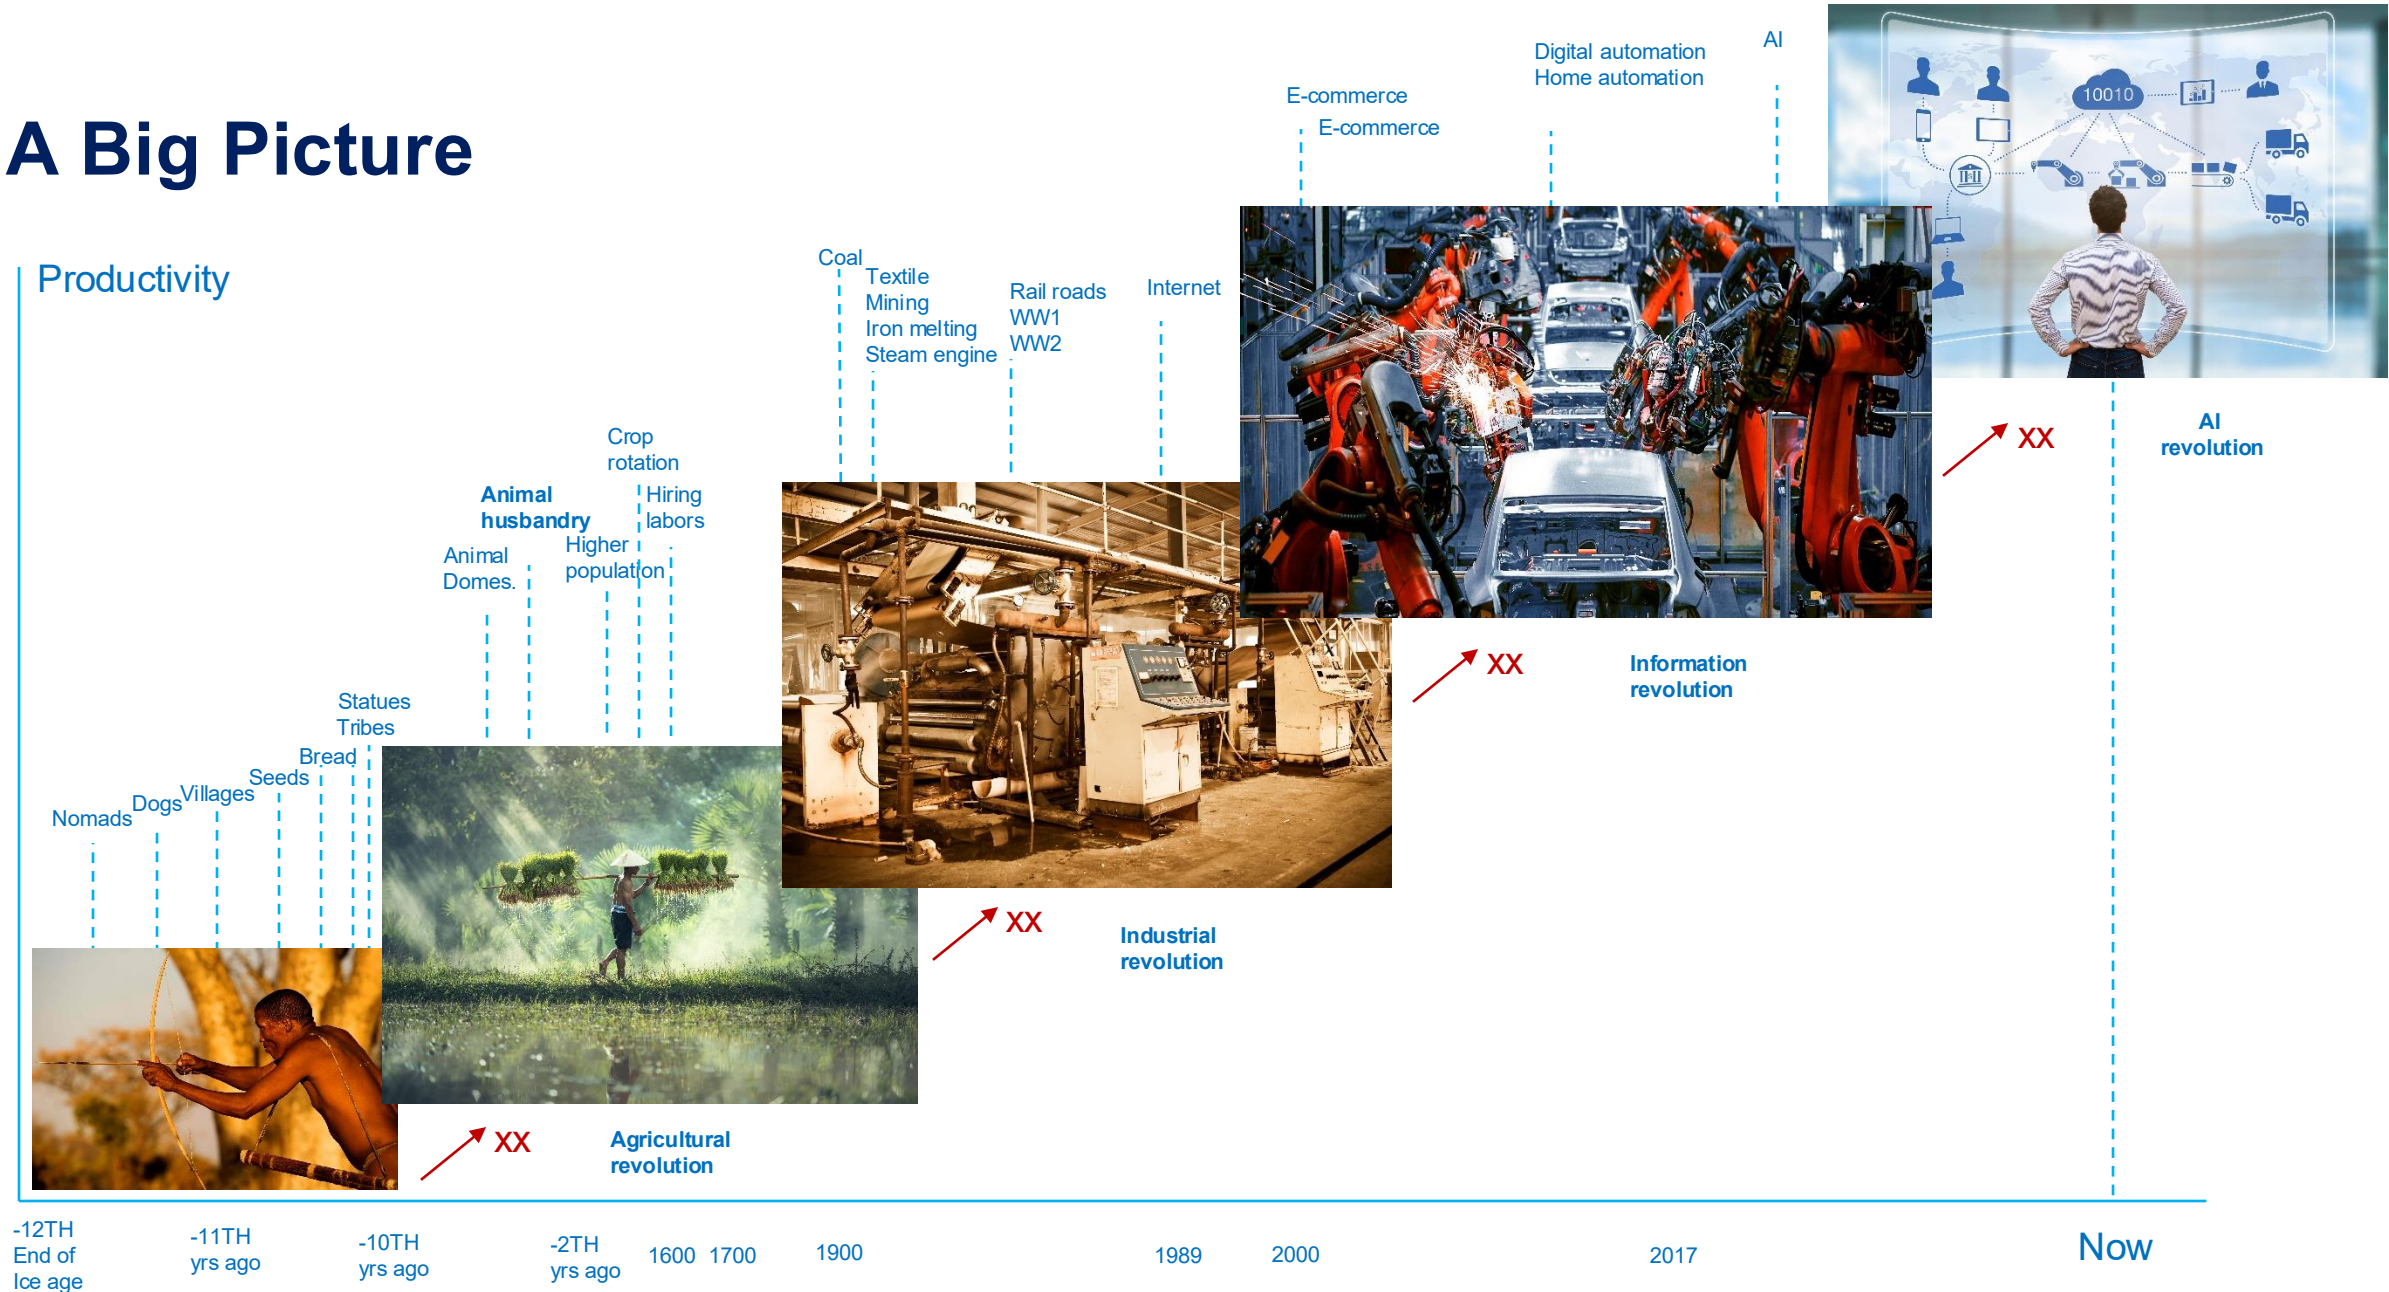 A Big Picture
Productivity
Nomads
Dogs
Villages
Seeds
Bread
Statues
Tribes
Animal
Domes.
Animal
husbandry
Higher
population
Crop
rotation
Hiring
labors
Coal
Textile
Mining
Iron melting
Steam engine
Rail roads
WW1
WW2
Internet
E-commerce
E-commerce
Digital automation
Home automation
AI
10010
XX
AI
revolution
XX
Information
revolution
XX
Industrial
revolution
XX
Agricultural
revolution
-12TH
End of
Ice age
-11TH
yrs ago
-10TH
yrs ago
-2TH
yrs ago
1600
1700
1900
1989
2000
2017
Now